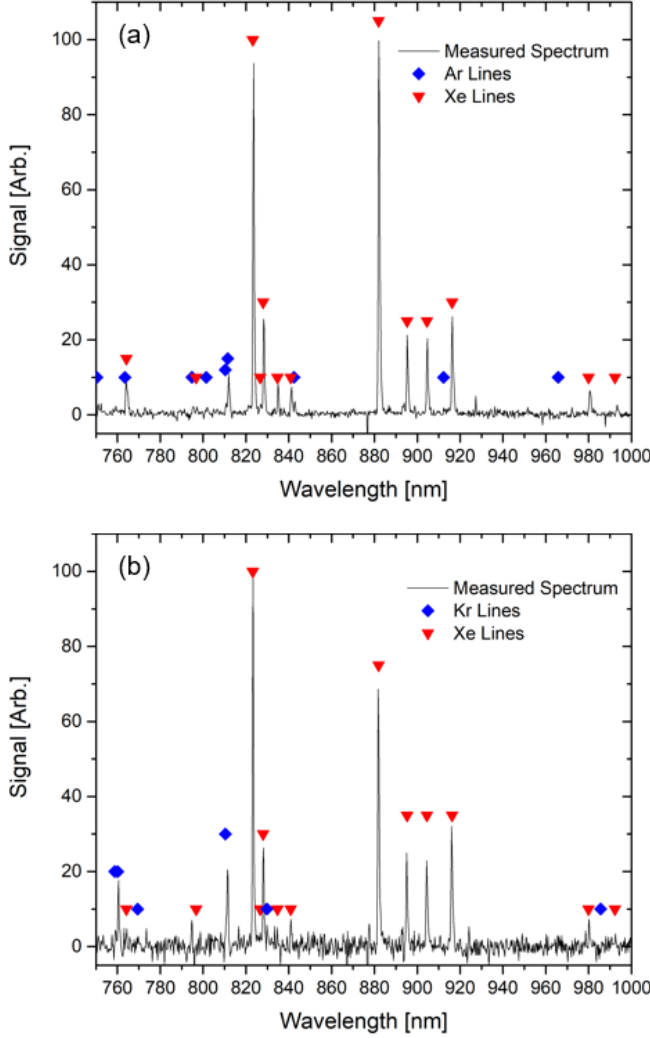 (a)
Measured Spectrum
Ar Lines
Xe Lines
100
80
60
40
20
0
Signal [Arb.]
760 780 800 820 840 860 880 900 920 940 960 980 1000
Wavelength [nm]
(b)
Measured Spectrum
Kr Lines
Xe Lines
100
80
60
40
20
0
Signal [Arb.]
760 780 800 820 840 860 880 900 920 940 960 980 1000
Wavelength [nm]